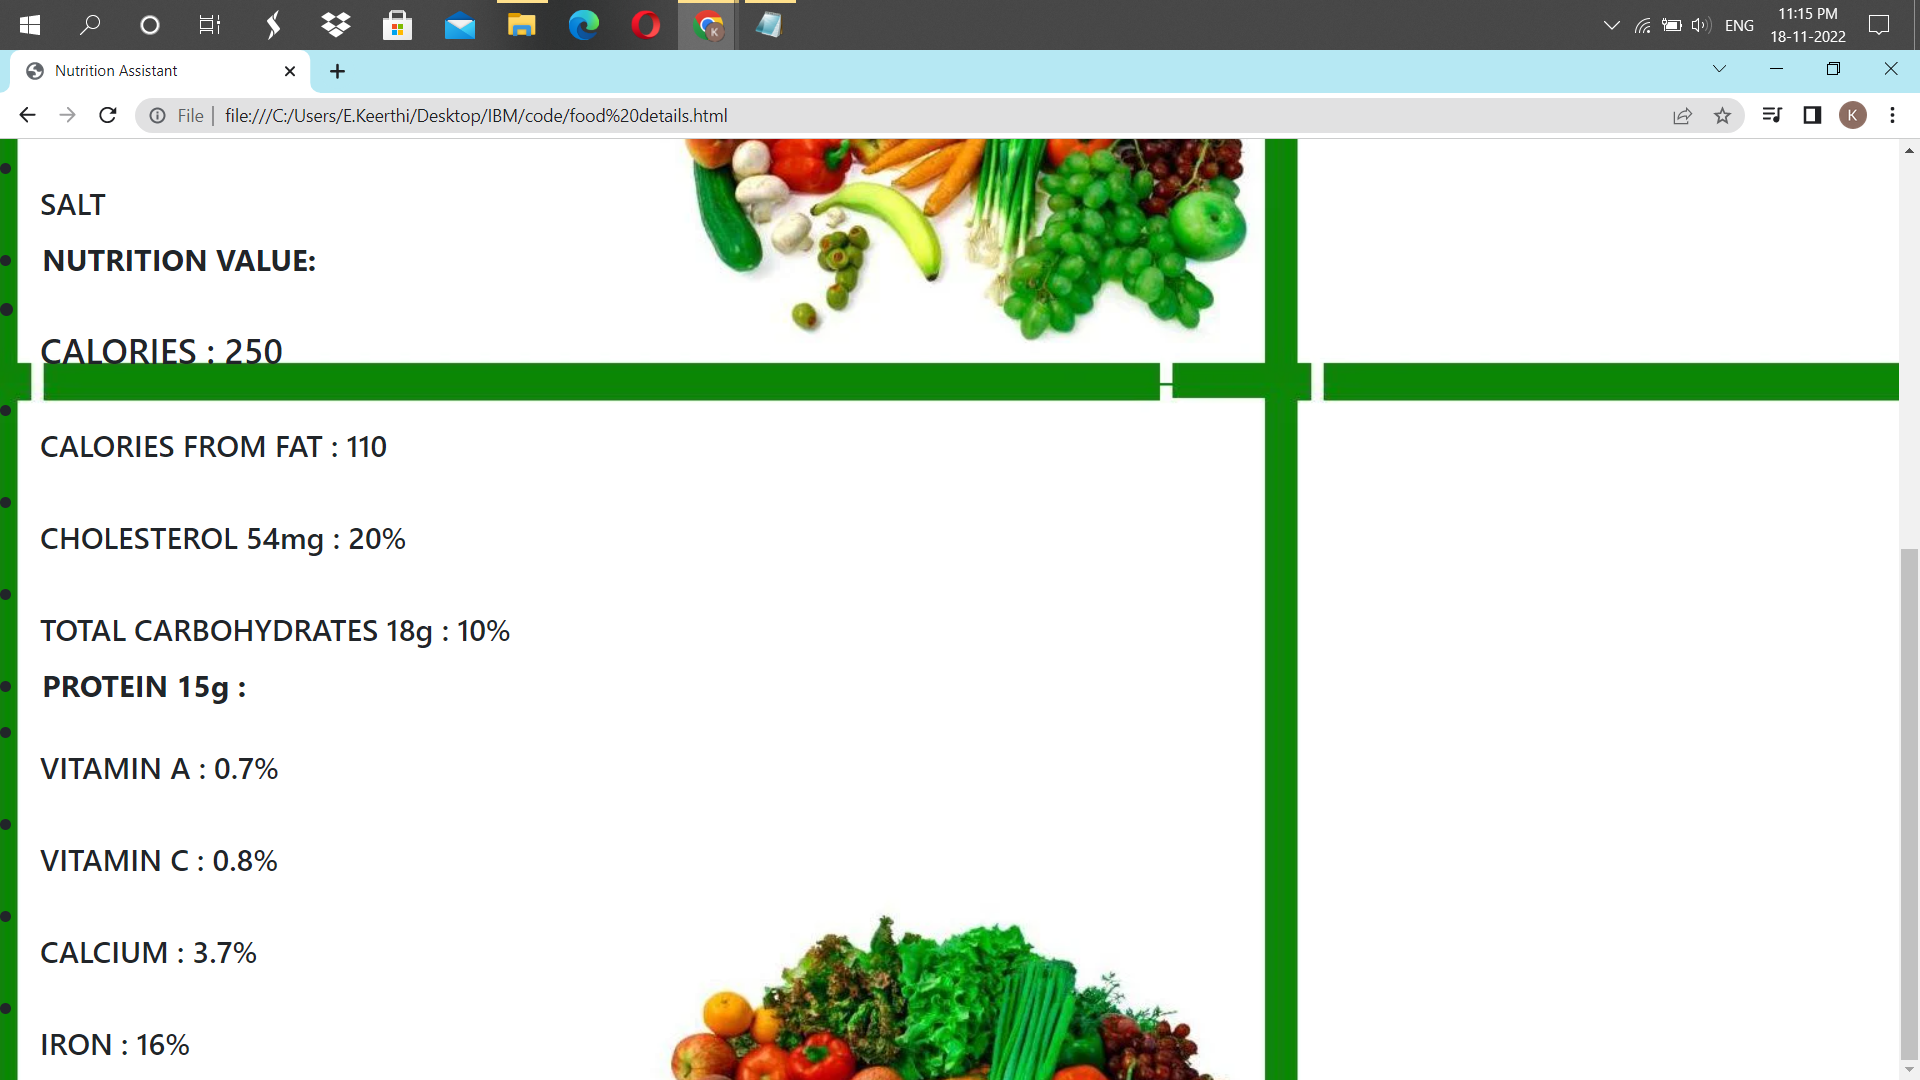 ENG
11:15 PM
18-11-2022
Nutrition Assistant
File | file:///C:/Users/E.Keerthi/Desktop/IBM/code/food%20details.html
K
SALT
NUTRITION VALUE:
CALORIES : 250
CALORIES FROM FAT : 110
CHOLESTEROL 54mg : 20%
TOTAL CARBOHYDRATES 18g : 10%
PROTEIN 15g :
VITAMIN A : 0.7%
VITAMIN C : 0.8%
CALCIUM : 3.7%
IRON : 16%